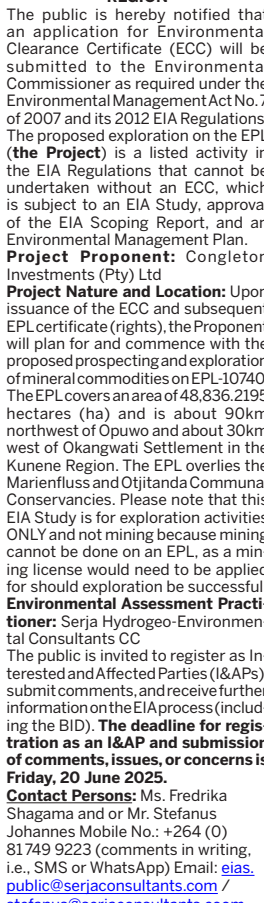 REGION
The public is hereby notified that
an application for Environmental
Clearance Certificate (ECC) will be
submitted to the Environmental
Commissioner as required under the
Environmental Management Act No. 7
of 2007 and its 2012 EIA Regulations.
The proposed exploration on the EPL
(the Project) is a listed activity in
the EIA Regulations that cannot be
undertaken without an ECC, which
is subject to an EIA Study, approval
of the EIA Scoping Report, and an
Environmental Management Plan.
Project Proponent: Congleton
Investments (Pty) Ltd
Project Nature and Location: Upon
issuance of the ECC and subsequent
EPL certificate (rights), the Proponent
will plan for and commence with the
proposed prospecting and exploration
of mineral commodities on EPL-10740.
The EPL covers an area of 48,836.2195
hectares (ha) and is about 90km
northwest of Opuwo and about 30km
west of Okangwati Settlement in the
Kunene Region. The EPL overlies the
Marienfluss and Otjitanda Communal
Conservancies. Please note that this
EIA Study is for exploration activities
ONLY and not mining because mining
cannot be done on an EPL, as a min-
ing license would need to be applied
for should exploration be successful.
Environmental Assessment Practi-
tioner: Serja Hydrogeo-Environmen-
tal Consultants CC
The public is invited to register as In-
terested and Affected Parties (I&APs),
submit comments, and receive further
information on the EIA process (includ-
ing the BID). The deadline for regis-
tration as an I&AP and submission
of comments, issues, or concerns is
Friday, 20 June 2025.
Contact Persons: Ms. Fredrika
Shagama and or Mr. Stefanus
Johannes Mobile No.: +264 (0)
81 749 9223 (comments in writing,
i.e., SMS or WhatsApp) Email: eias.
public@serjaconsultants.com /
stefanus@serjaconsultants.com